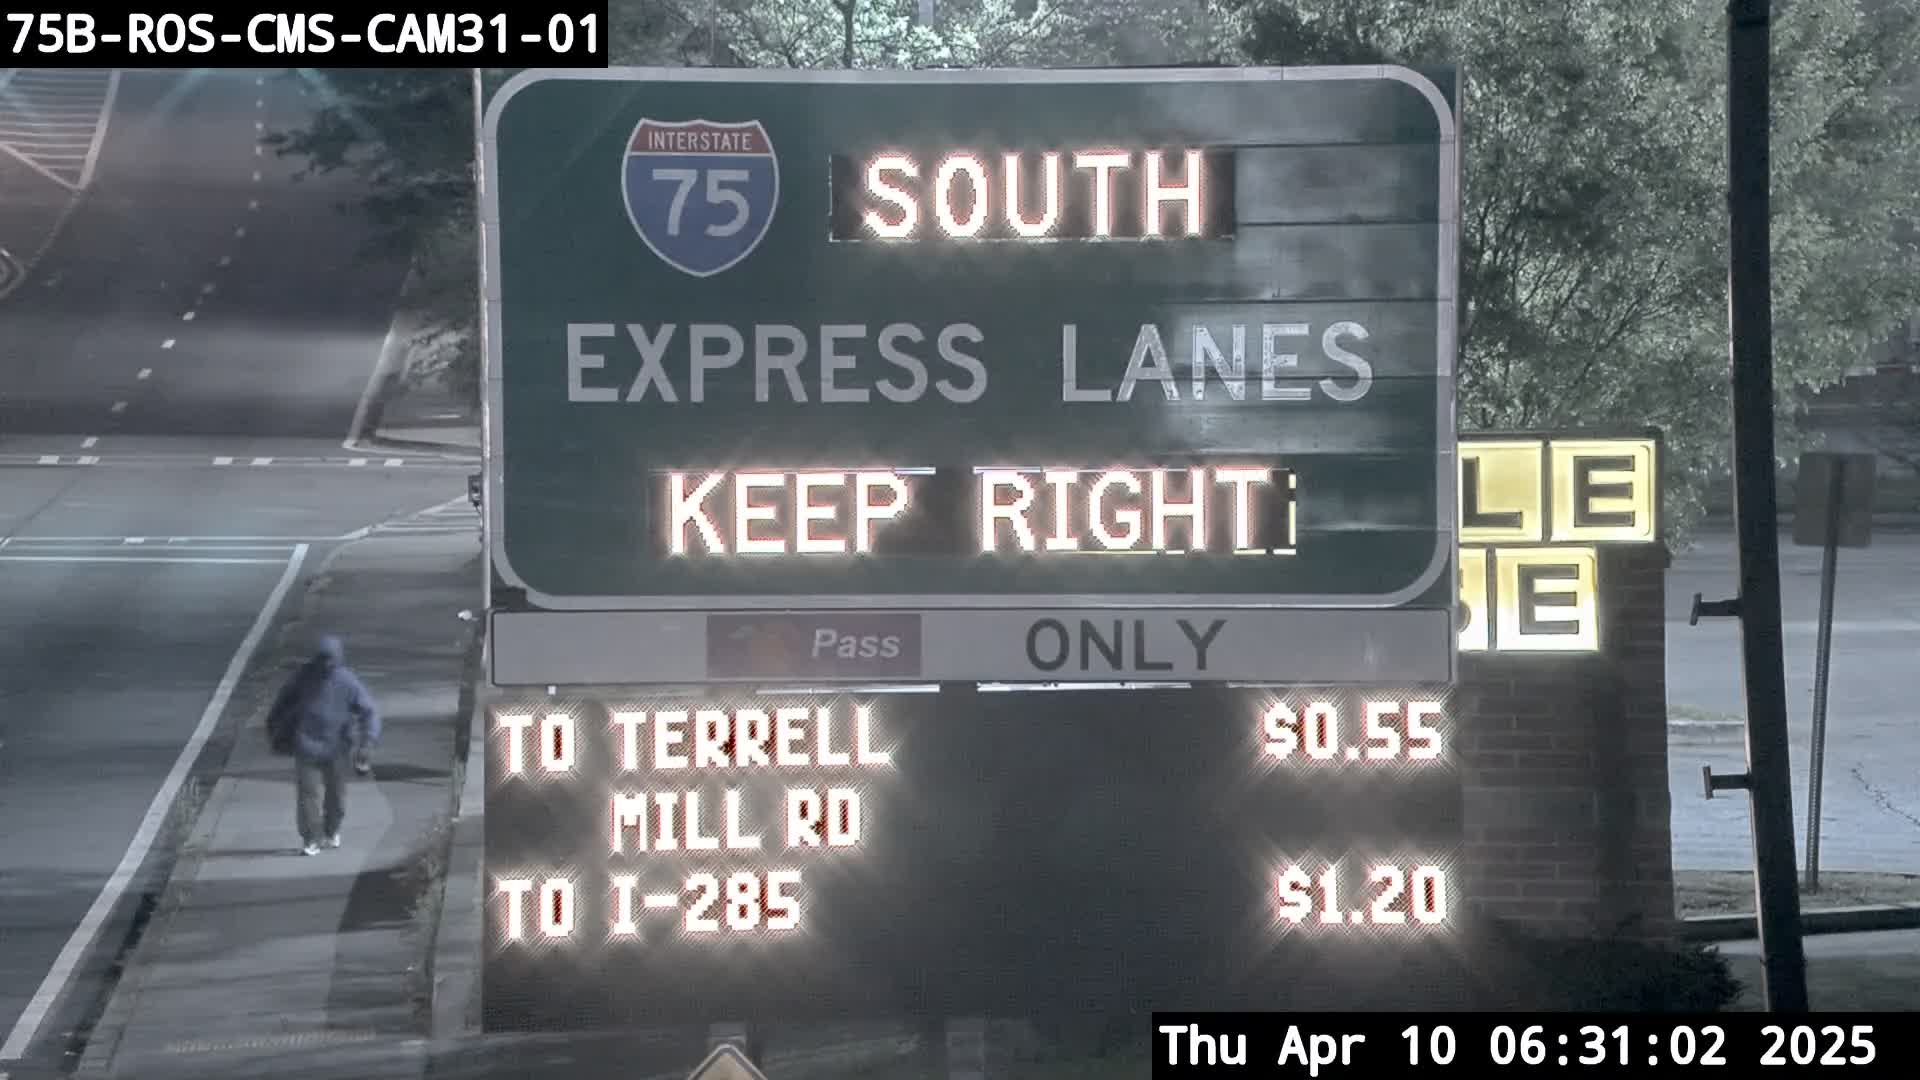 75B-ROS-CMS-CAM31-01
INTERSTATE
75
SOUTH
EXPRESS LANES
KEEP RIGHT
LE
E
Pass ONLY
TO TERRELL $0.55
MILL RD
TO I-285 $1.20
Thu Apr 10 06:31:02 2025